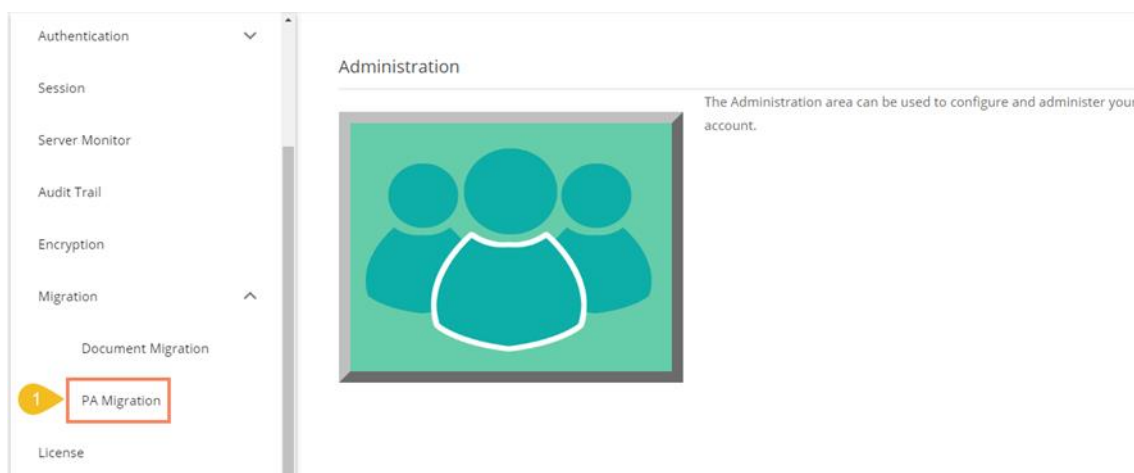 Authentication
Session
Server Monitor
Audit Trail
Encryption
Migration
Document Migration
1 PA Migration
License
Administration
The Administration area can be used to configure and administer your
account.